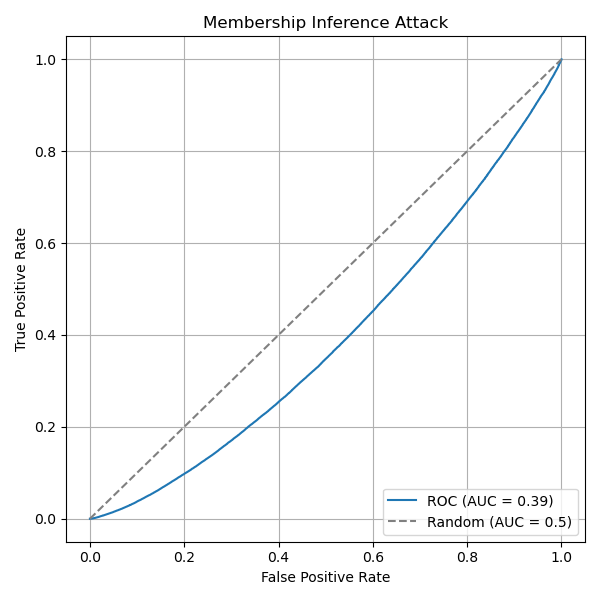 Membership Inference Attack
True Positive Rate
1.0
0.8
0.6
0.4
0.2
0.0
ROC (AUC = 0.39)
Random (AUC = 0.5)
0.0 0.2 0.4 0.6 0.8 1.0
False Positive Rate